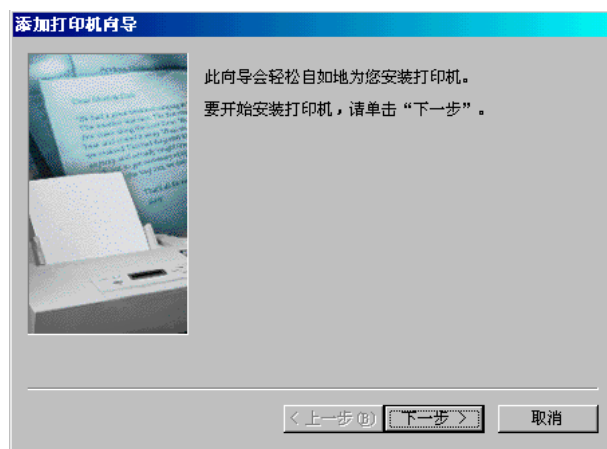 添加打印机向导
此向导会轻松自如地为您安装打印机。
要开始安装打印机，请单击“下一步”。
< 上一步(B)
下一步 >
取消